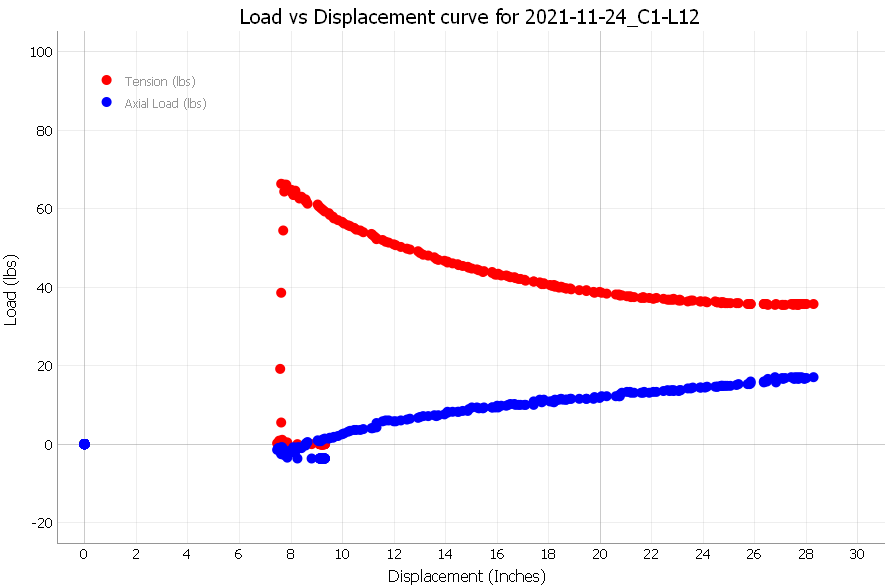 Load vs Displacement curve for 2021-11-24_C1-L12
Tension (lbs)
Axial Load (lbs)
Load (lbs)
100
80
60
40
20
0
-20
0 2 4 6 8 10 12 14 16 18 20 22 24 26 28 30
Displacement (Inches)